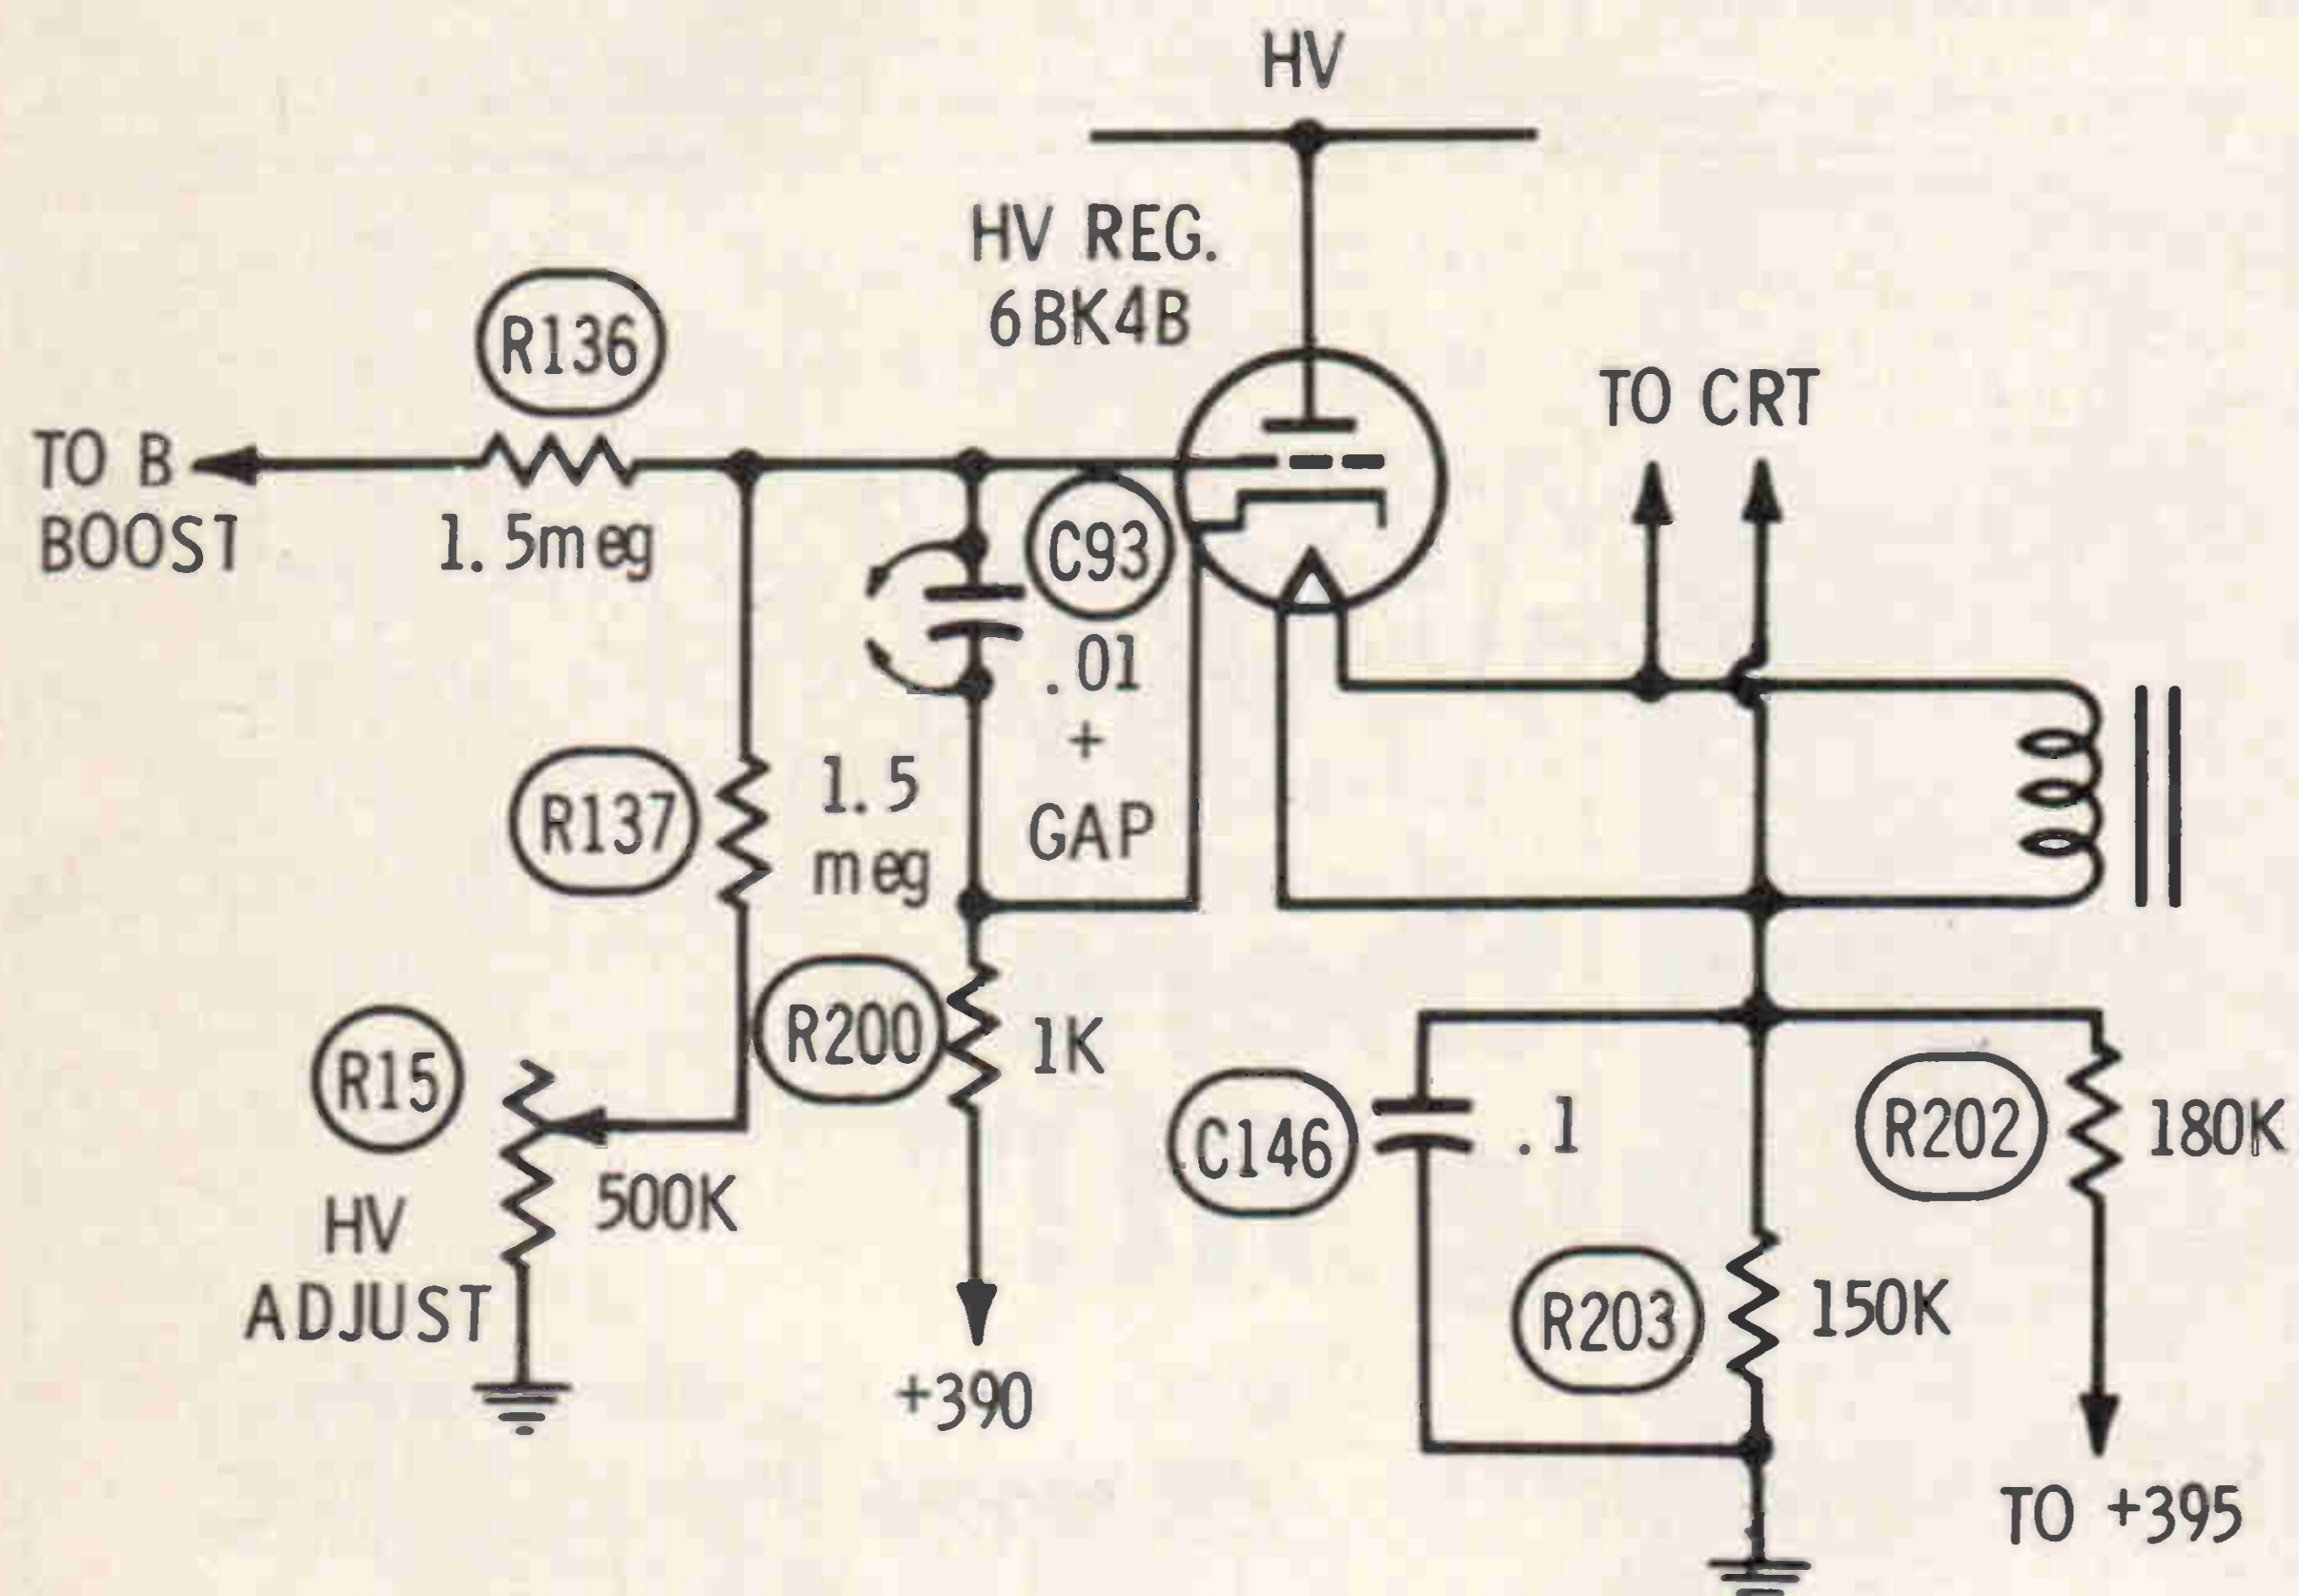 HV
HV REG.
6BK4B
R136
TO B
BOOST
1.5meg
TO CRT
C93
.01
+
GAP
R137
1.5
meg
R200
1K
R15
500K
HV
ADJUST
+390
C146
.1
R202
180K
R203
150K
TO +395